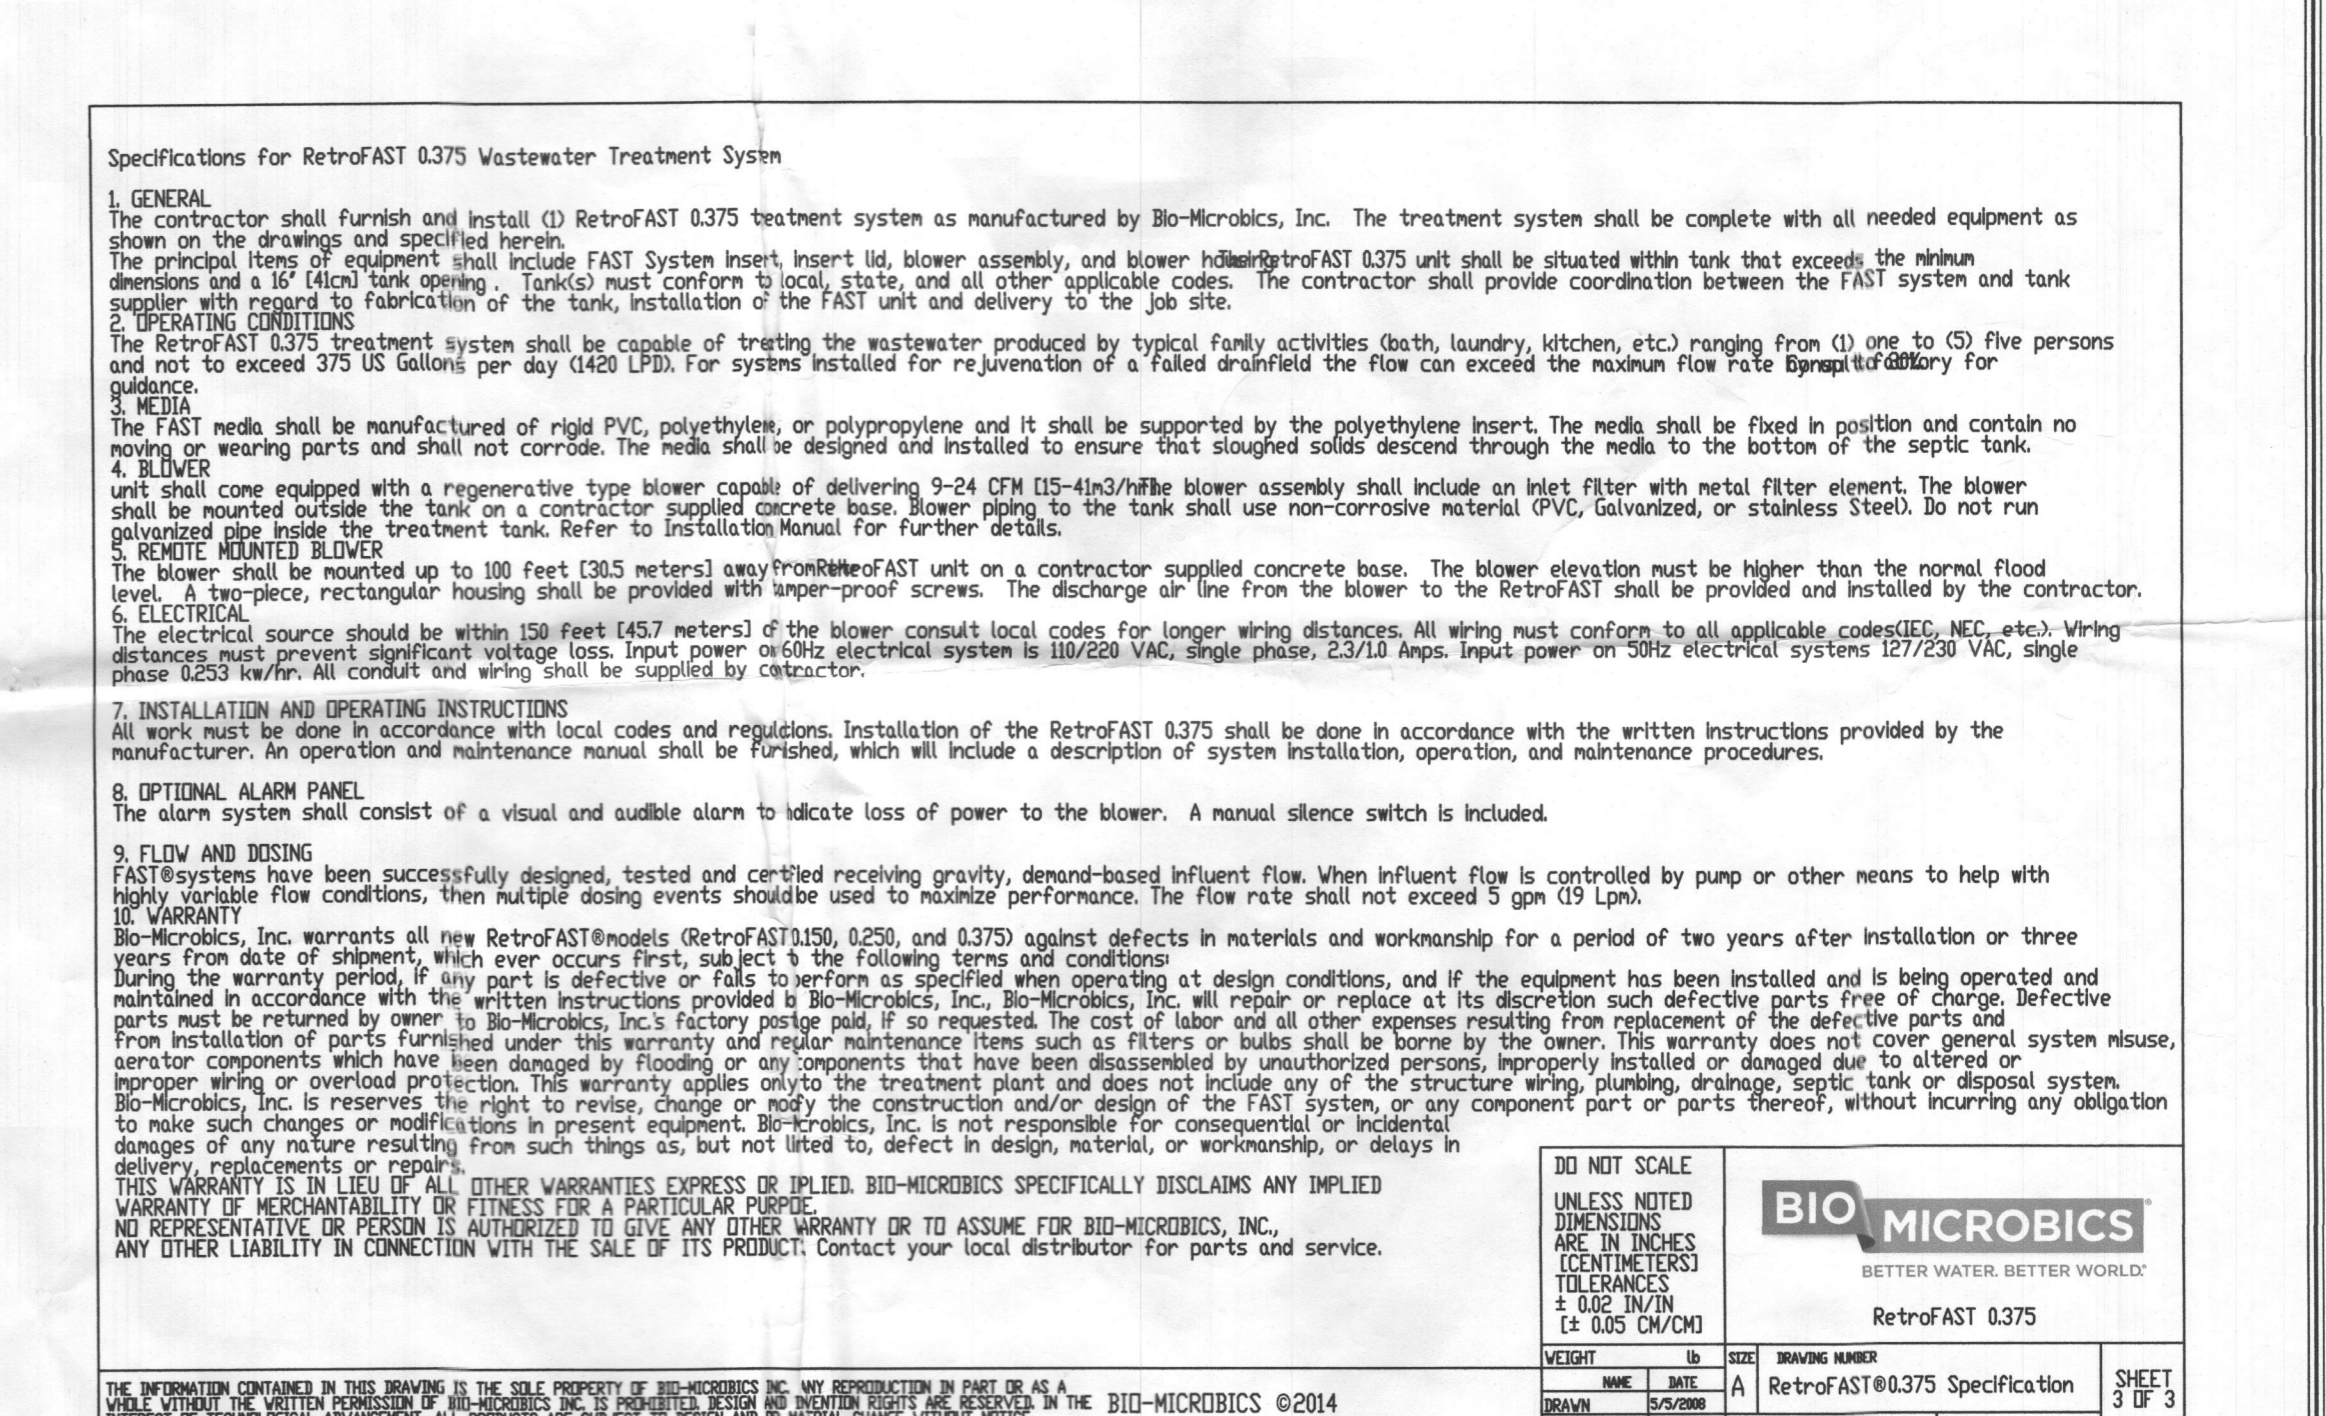 Specifications for RetroFAST 0.375 Wastewater Treatment System
1. GENERAL
The contractor shall furnish and install (1) RetroFAST 0.375 teatment system as manufactured by Bio-Microbics, Inc. The treatment system shall be complete with all needed equipment as
shown on the drawings and specified herein.
The principal items of equipment shall include FAST System insert, insert lid, blower assembly, and blower housing. The RetroFAST 0.375 unit shall be situated within tank that exceeds the minimum
dimensions and a 16" [41cm] tank opening . Tank(s) must conform to local, state, and all other applicable codes. The contractor shall provide coordination between the FAST system and tank
supplier with regard to fabrication of the tank, installation of the FAST unit and delivery to the job site.
2. OPERATING CONDITIONS
The RetroFAST 0.375 treatment system shall be capable of treting the wastewater produced by typical family activities (bath, laundry, kitchen, etc.) ranging from (1) one to (5) five persons
and not to exceed 375 US Gallons per day (1420 LPD). For systems installed for rejuvenation of a failed drainfield the flow can exceed the maximum flow rate for
guidance.
3. MEDIA
The FAST media shall be manufactured of rigid PVC, polyethylene, or polypropylene and it shall be supported by the polyethylene insert. The media shall be fixed in position and contain no
moving or wearing parts and shall not corrode. The media shall be designed and installed to ensure that sloughed solids descend through the media to the bottom of the septic tank.
4. BLOWER
unit shall come equipped with a regenerative type blower capable of delivering 9-24 CFM [15-41m3/hr The blower assembly shall include an inlet filter with metal filter element. The blower
shall be mounted outside the tank on a contractor supplied concrete base. Blower piping to the tank shall use non-corrosive material (PVC, Galvanized, or stainless Steel). Do not run
galvanized pipe inside the treatment tank. Refer to Installation Manual for further details.
5. REMOTE MOUNTED BLOWER
The blower shall be mounted up to 100 feet [30.5 meters] away from the RetroFAST unit on a contractor supplied concrete base. The blower elevation must be higher than the normal flood
level. A two-piece, rectangular housing shall be provided with tamper-proof screws. The discharge air line from the blower to the RetroFAST shall be provided and installed by the contractor.
6. ELECTRICAL
The electrical source should be within 150 feet [45.7 meters] of the blower consult local codes for longer wiring distances. All wiring must conform to all applicable codes(IEC, NEC, etc.). Wiring
distances must prevent significant voltage loss. Input power on 60Hz electrical system is 110/220 VAC, single phase, 2.3/1.0 Amps. Input power on 50Hz electrical systems 127/230 VAC, single
phase 0.253 kw/hr. All conduit and wiring shall be supplied by cotractor.
7. INSTALLATION AND OPERATING INSTRUCTIONS
All work must be done in accordance with local codes and regulations. Installation of the RetroFAST 0.375 shall be done in accordance with the written instructions provided by the
manufacturer. An operation and maintenance manual shall be furished, which will include a description of system installation, operation, and maintenance procedures.
8. OPTIONAL ALARM PANEL
The alarm system shall consist of a visual and audible alarm to indicate loss of power to the blower. A manual silence switch is included.
9. FLOW AND DOSING
FAST®systems have been successfully designed, tested and certified receiving gravity, demand-based influent flow. When influent flow is controlled by pump or other means to help with
highly variable flow conditions, then multiple dosing events should be used to maximize performance. The flow rate shall not exceed 5 gpm (19 Lpm).
10. WARRANTY
Bio-Microbics, Inc. warrants all new RetroFAST®models (RetroFAST 0.150, 0.250, and 0.375) against defects in materials and workmanship for a period of two years after installation or three
years from date of shipment, which ever occurs first, subject to the following terms and conditions:
During the warranty period, if any part is defective or fails to perform as specified when operating at design conditions, and if the equipment has been installed and is being operated and
maintained in accordance with the written instructions provided b Bio-Microbics, Inc., Bio-Microbics, Inc. will repair or replace at its discretion such defective parts free of charge. Defective
parts must be returned by owner to Bio-Microbics, Inc.'s factory postge paid, if so requested. The cost of labor and all other expenses resulting from replacement of the defective parts and
from installation of parts furnished under this warranty and regular maintenance items such as filters or bulbs shall be borne by the owner. This warranty does not cover general system misuse,
aerator components which have been damaged by flooding or any components that have been disassembled by unauthorized persons, improperly installed or damaged due to altered or
improper wiring or overload protection. This warranty applies only to the treatment plant and does not include any of the structure wiring, plumbing, drainage, septic tank or disposal system.
Bio-Microbics, Inc. is reserves the right to revise, change or mody the construction and/or design of the FAST system, or any component part or parts thereof, without incurring any obligation
to make such changes or modifications in present equipment. Bio-Icrobics, Inc. is not responsible for consequential or incidental
damages of any nature resulting from such things as, but not liited to, defect in design, material, or workmanship, or delays in
delivery, replacements or repairs.
THIS WARRANTY IS IN LIEU OF ALL OTHER WARRANTIES EXPRESS OR IPLIED. BIO-MICROBICS SPECIFICALLY DISCLAIMS ANY IMPLIED
WARRANTY OF MERCHANTABILITY OR FITNESS FOR A PARTICULAR PURPOE.
NO REPRESENTATIVE OR PERSON IS AUTHORIZED TO GIVE ANY OTHER WARRANTY OR TO ASSUME FOR BIO-MICROBICS, INC.,
ANY OTHER LIABILITY IN CONNECTION WITH THE SALE OF ITS PRODUCT. Contact your local distributor for parts and service.
DO NOT SCALE
UNLESS NOTED
DIMENSIONS
ARE IN INCHES
[CENTIMETERS]
TOLERANCES
± 0.02 IN/IN
[± 0.05 CM/CM]
BIO MICROBICS®
BETTER WATER. BETTER WORLD.®
RetroFAST 0.375
WEIGHT lb
SIZE
A
DRAWING NUMBER
RetroFAST®0.375 Specification
SHEET
3 OF 3
NAME DATE
DRAWN 5/5/2008
THE INFORMATION CONTAINED IN THIS DRAWING IS THE SOLE PROPERTY OF BIO-MICROBICS INC. ANY REPRODUCTION IN PART OR AS A
WHOLE WITHOUT THE WRITTEN PERMISSION OF BIO-MICROBICS INC. IS PROHIBITED. DESIGN AND INVENTION RIGHTS ARE RESERVED. IN THE
BIO-MICROBICS ©2014